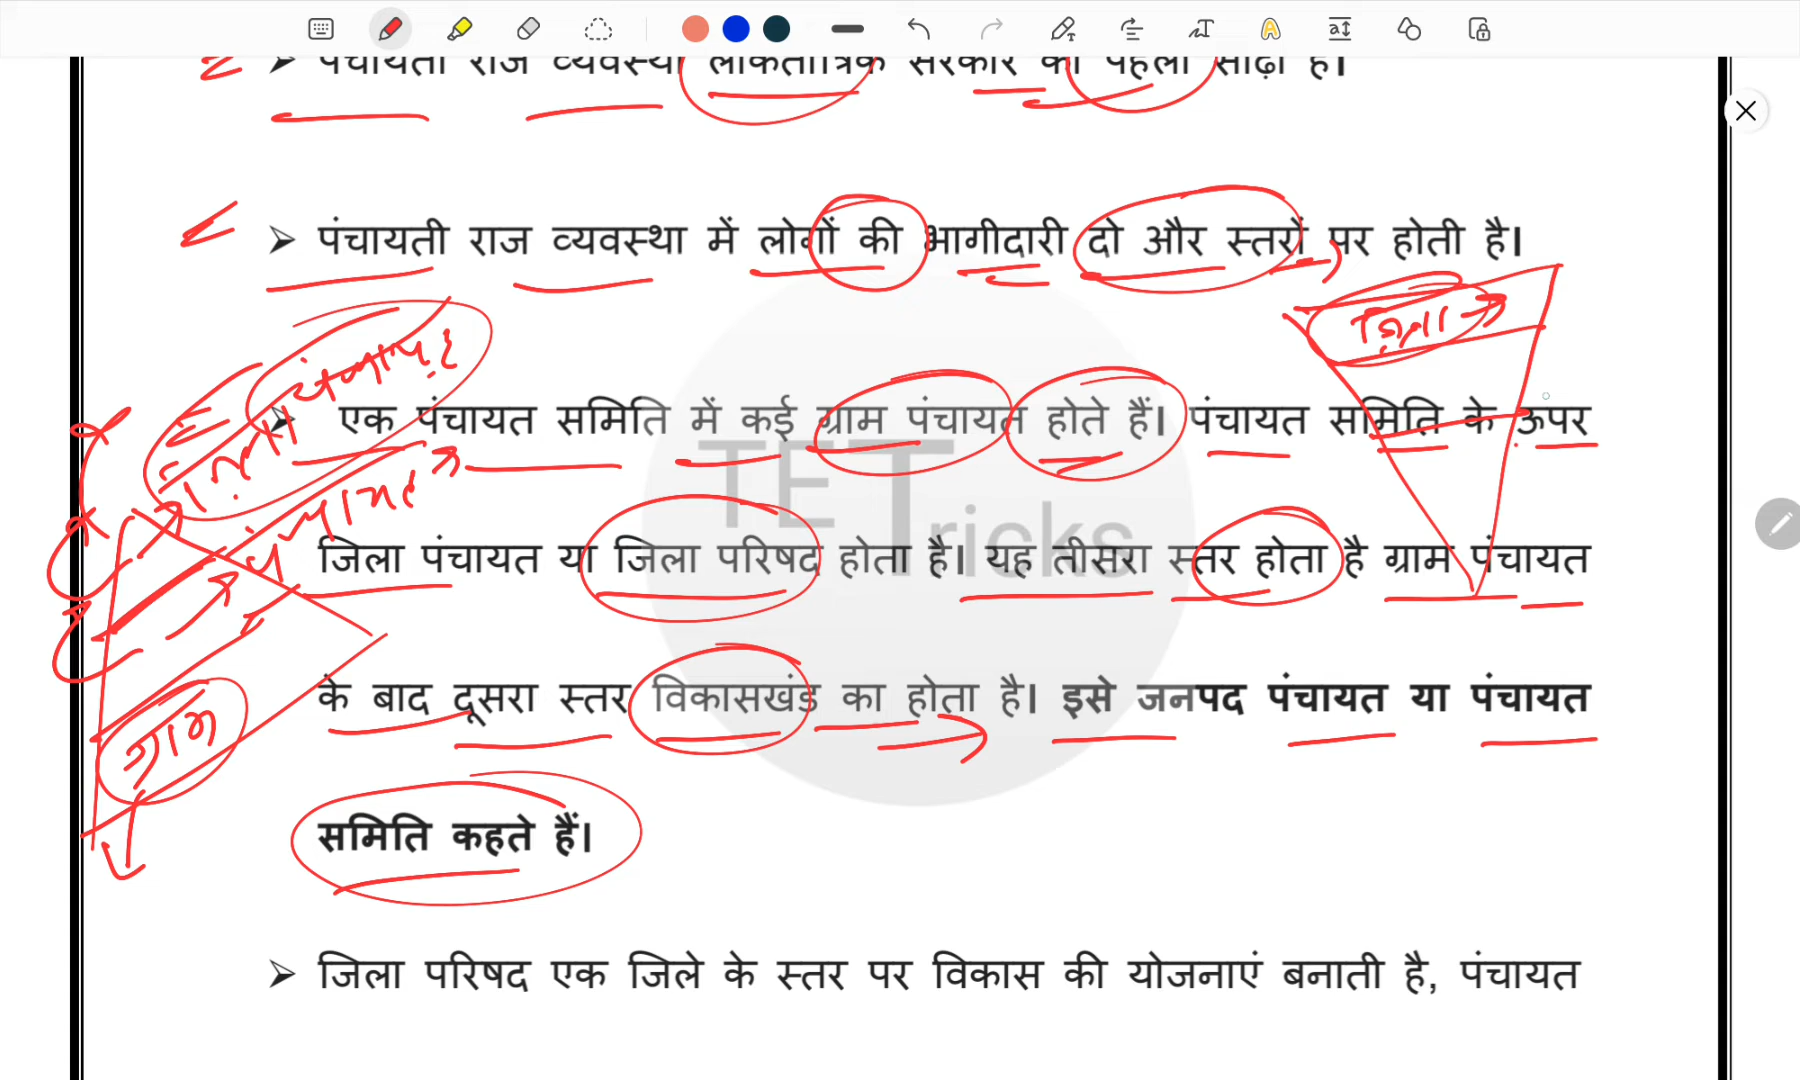 पंचायती राज व्यवस्था लोकतांत्रिक सरकार की पहली सीढ़ी है।
➢ पंचायती राज व्यवस्था में लोगों की भागीदारी दो और स्तरों पर होती है।
जिला
➢ एक पंचायत समिति में कई ग्राम पंचायत होते हैं। पंचायत समिति के ऊपर
जिला पंचायत या जिला परिषद होता है। यह तीसरा स्तर होता है ग्राम पंचायत
के बाद दूसरा स्तर विकासखंड का होता है। इसे जनपद पंचायत या पंचायत
ग्राम
समिति कहते हैं।
➢ जिला परिषद एक जिले के स्तर पर विकास की योजनाएं बनाती है, पंचायत
TETricks